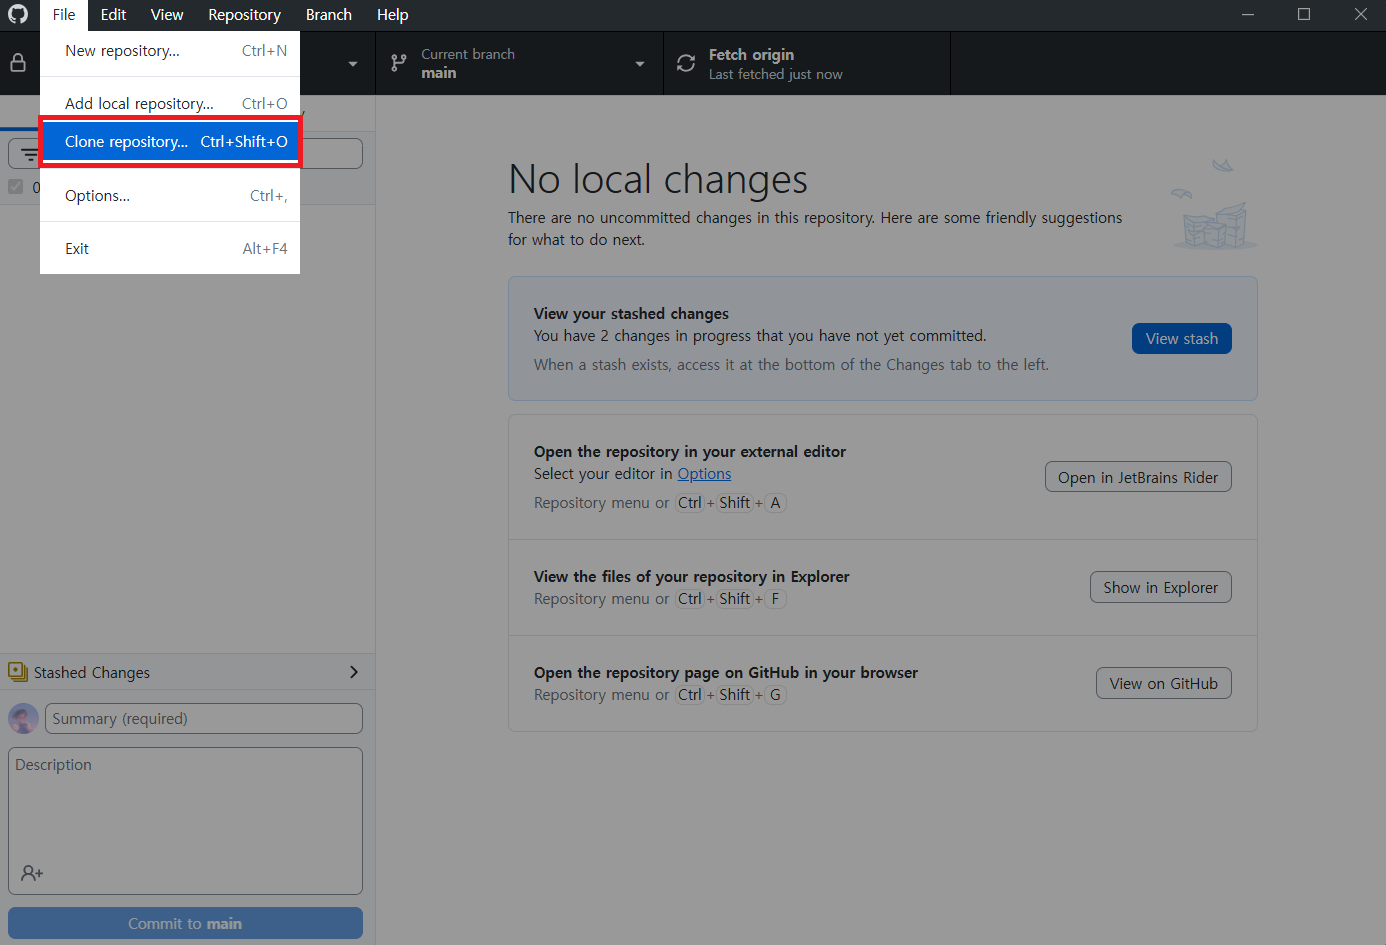 File Edit View Repository Branch Help
New repository... Ctrl+N
Add local repository... Ctrl+O
Clone repository... Ctrl+Shift+O
Options... Ctrl+,
Exit Alt+F4
Current branch
main
Fetch origin
Last fetched just now
0
No local changes
There are no uncommitted changes in this repository. Here are some friendly suggestions
for what to do next.
View your stashed changes
You have 2 changes in progress that you have not yet committed.
When a stash exists, access it at the bottom of the Changes tab to the left.
View stash
Open the repository in your external editor
Select your editor in Options
Repository menu or Ctrl + Shift + A
Open in JetBrains Rider
View the files of your repository in Explorer
Repository menu or Ctrl + Shift + F
Show in Explorer
Open the repository page on GitHub in your browser
Repository menu or Ctrl + Shift + G
View on GitHub
Stashed Changes
Summary (required)
Description
Commit to main